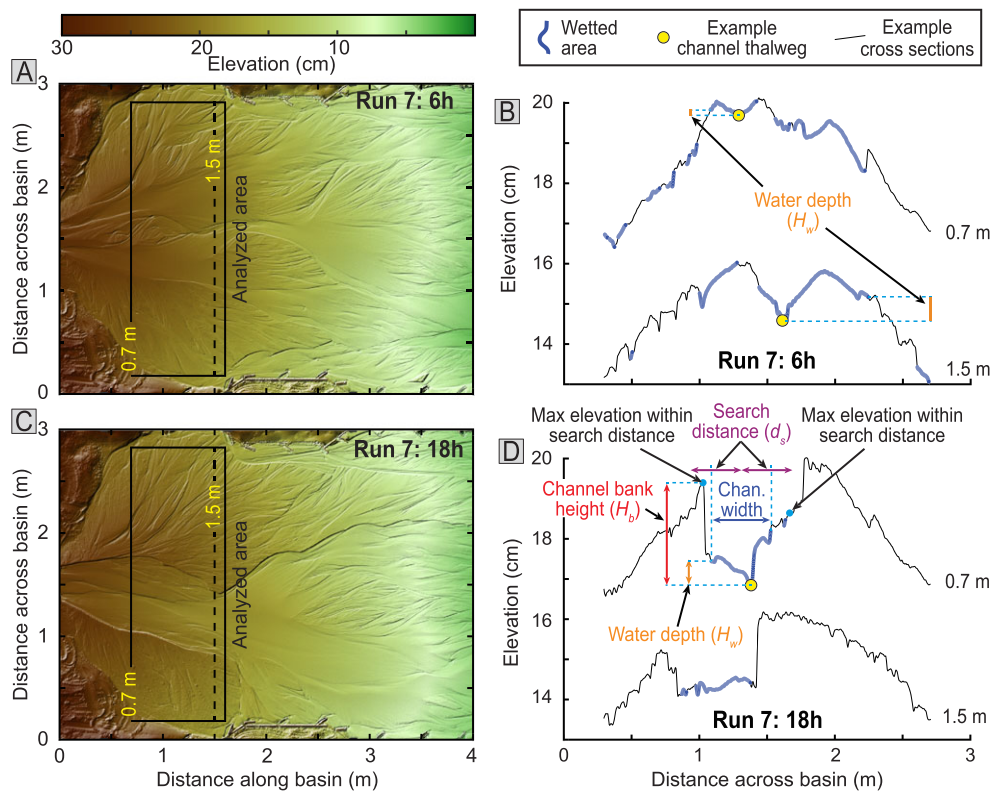 30 20 10
Elevation (cm)
Wetted area
Example channel thalweg
Example cross sections
A
3
2
1
0
Distance across basin (m)
Run 7: 6h
0.7 m
1.5 m
Analyzed area
B
20
18
16
14
Elevation (cm)
Water depth
(Hw)
0.7 m
1.5 m
Run 7: 6h
C
3
2
1
0
Distance across basin (m)
Run 7: 18h
0.7 m
1.5 m
Analyzed area
0 1 2 3 4
Distance along basin (m)
D
Max elevation within
search distance
Search
distance (ds)
Max elevation within
search distance
20
18
16
14
Elevation (cm)
Channel bank
height (Hb)
Chan.
width
Water depth (Hw)
0.7 m
1.5 m
Run 7: 18h
0 1 2 3
Distance across basin (m)